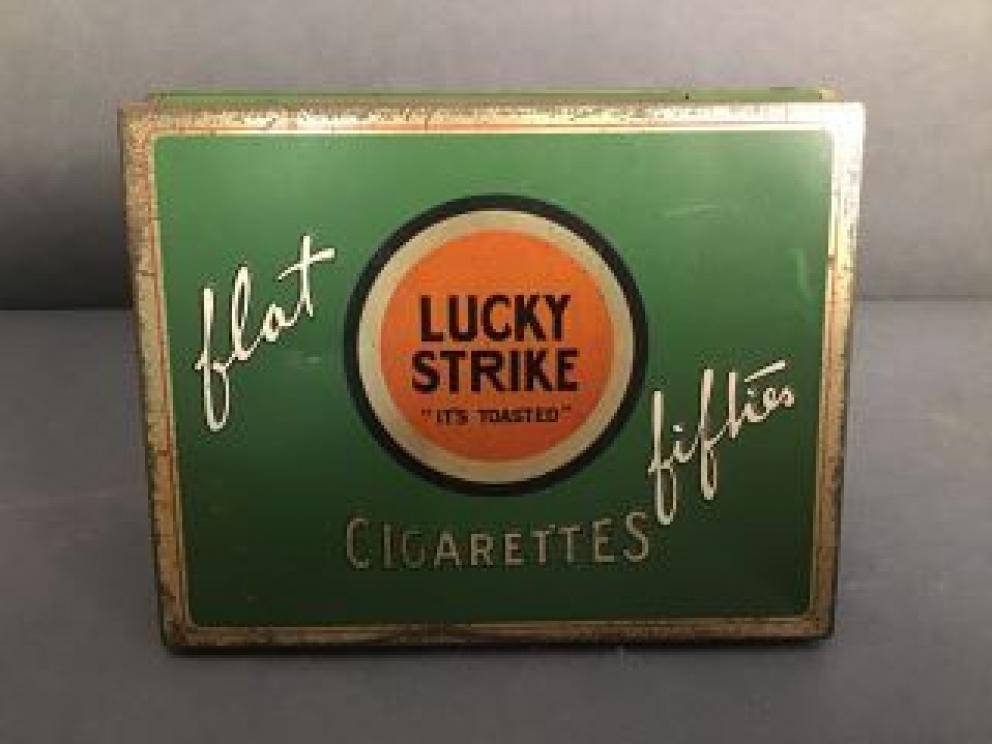 flat
LUCKY
STRIKE
"IT'S TOASTED"
fifties
CIGARETTES